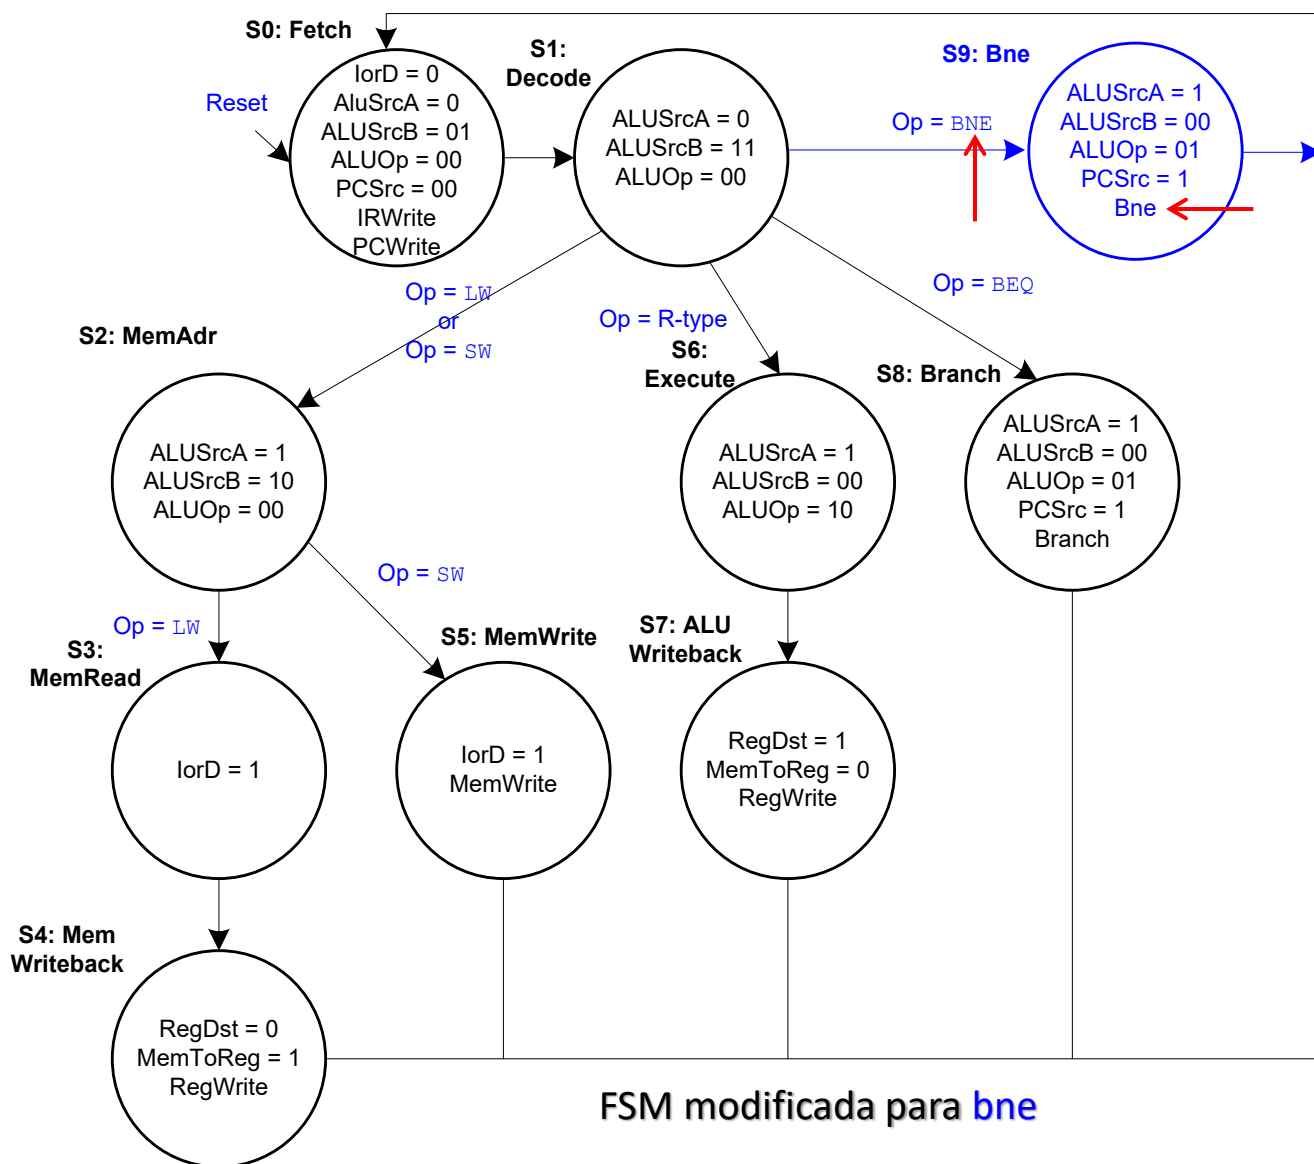 S0: Fetch
Reset
IorD = 0
AluSrcA = 0
ALUSrcB = 01
ALUOp = 00
PCSrc = 00
IRWrite
PCWrite
S1:
Decode
ALUSrcA = 0
ALUSrcB = 11
ALUOp = 00
Op = BNE
S9: Bne
ALUSrcA = 1
ALUSrcB = 00
ALUOp = 01
PCSrc = 1
Bne
Op = LW
or
Op = SW
Op = R-type
Op = BEQ
S2: MemAdr
ALUSrcA = 1
ALUSrcB = 10
ALUOp = 00
S6:
Execute
ALUSrcA = 1
ALUSrcB = 00
ALUOp = 10
S8: Branch
ALUSrcA = 1
ALUSrcB = 00
ALUOp = 01
PCSrc = 1
Branch
Op = LW
Op = SW
S3:
MemRead
IorD = 1
S5: MemWrite
IorD = 1
MemWrite
S7: ALU
Writeback
RegDst = 1
MemToReg = 0
RegWrite
S4: Mem
Writeback
RegDst = 0
MemToReg = 1
RegWrite
FSM modificada para bne